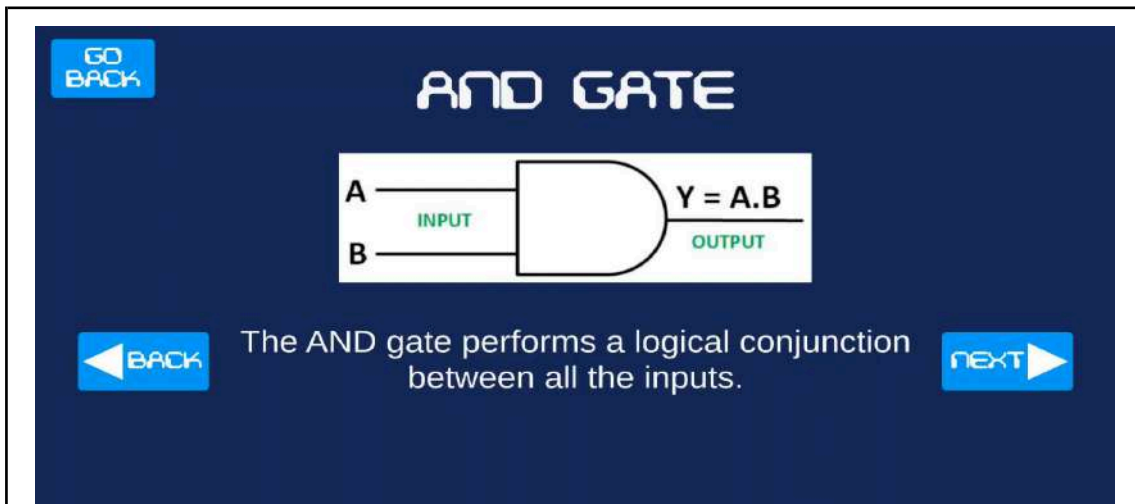 GO
BACK
AND GATE
A
INPUT
B
Y = A.B
OUTPUT
BACK
The AND gate performs a logical conjunction
between all the inputs.
NEXT